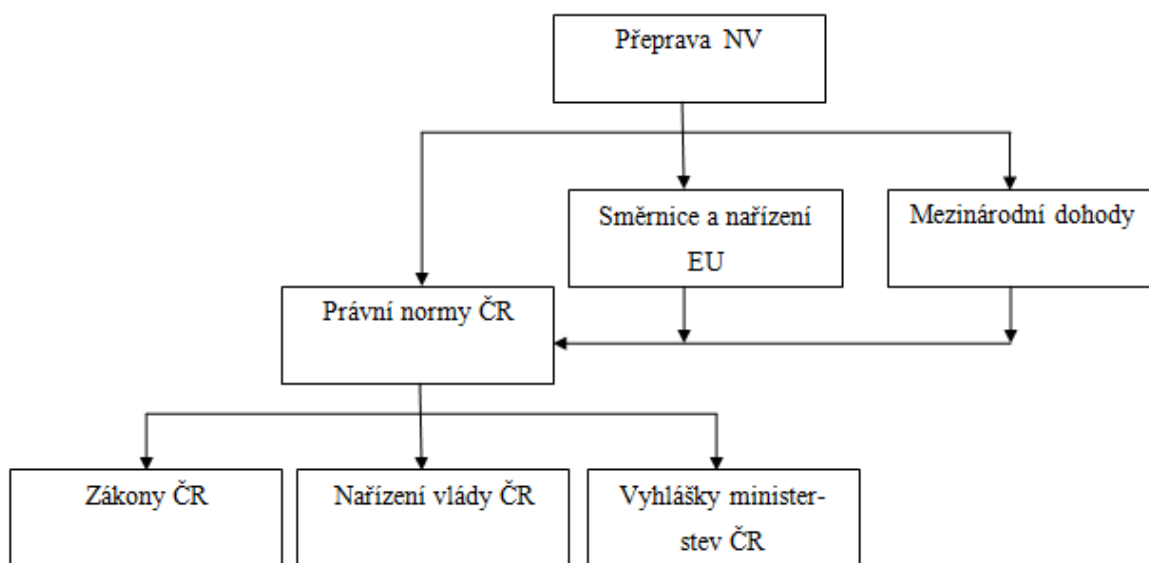 Přeprava NV
Směrnice a nařízení
EU
Mezinárodní dohody
Právní normy ČR
Zákony ČR
Nařízení vlády ČR
Vyhlášky minister-
stev ČR